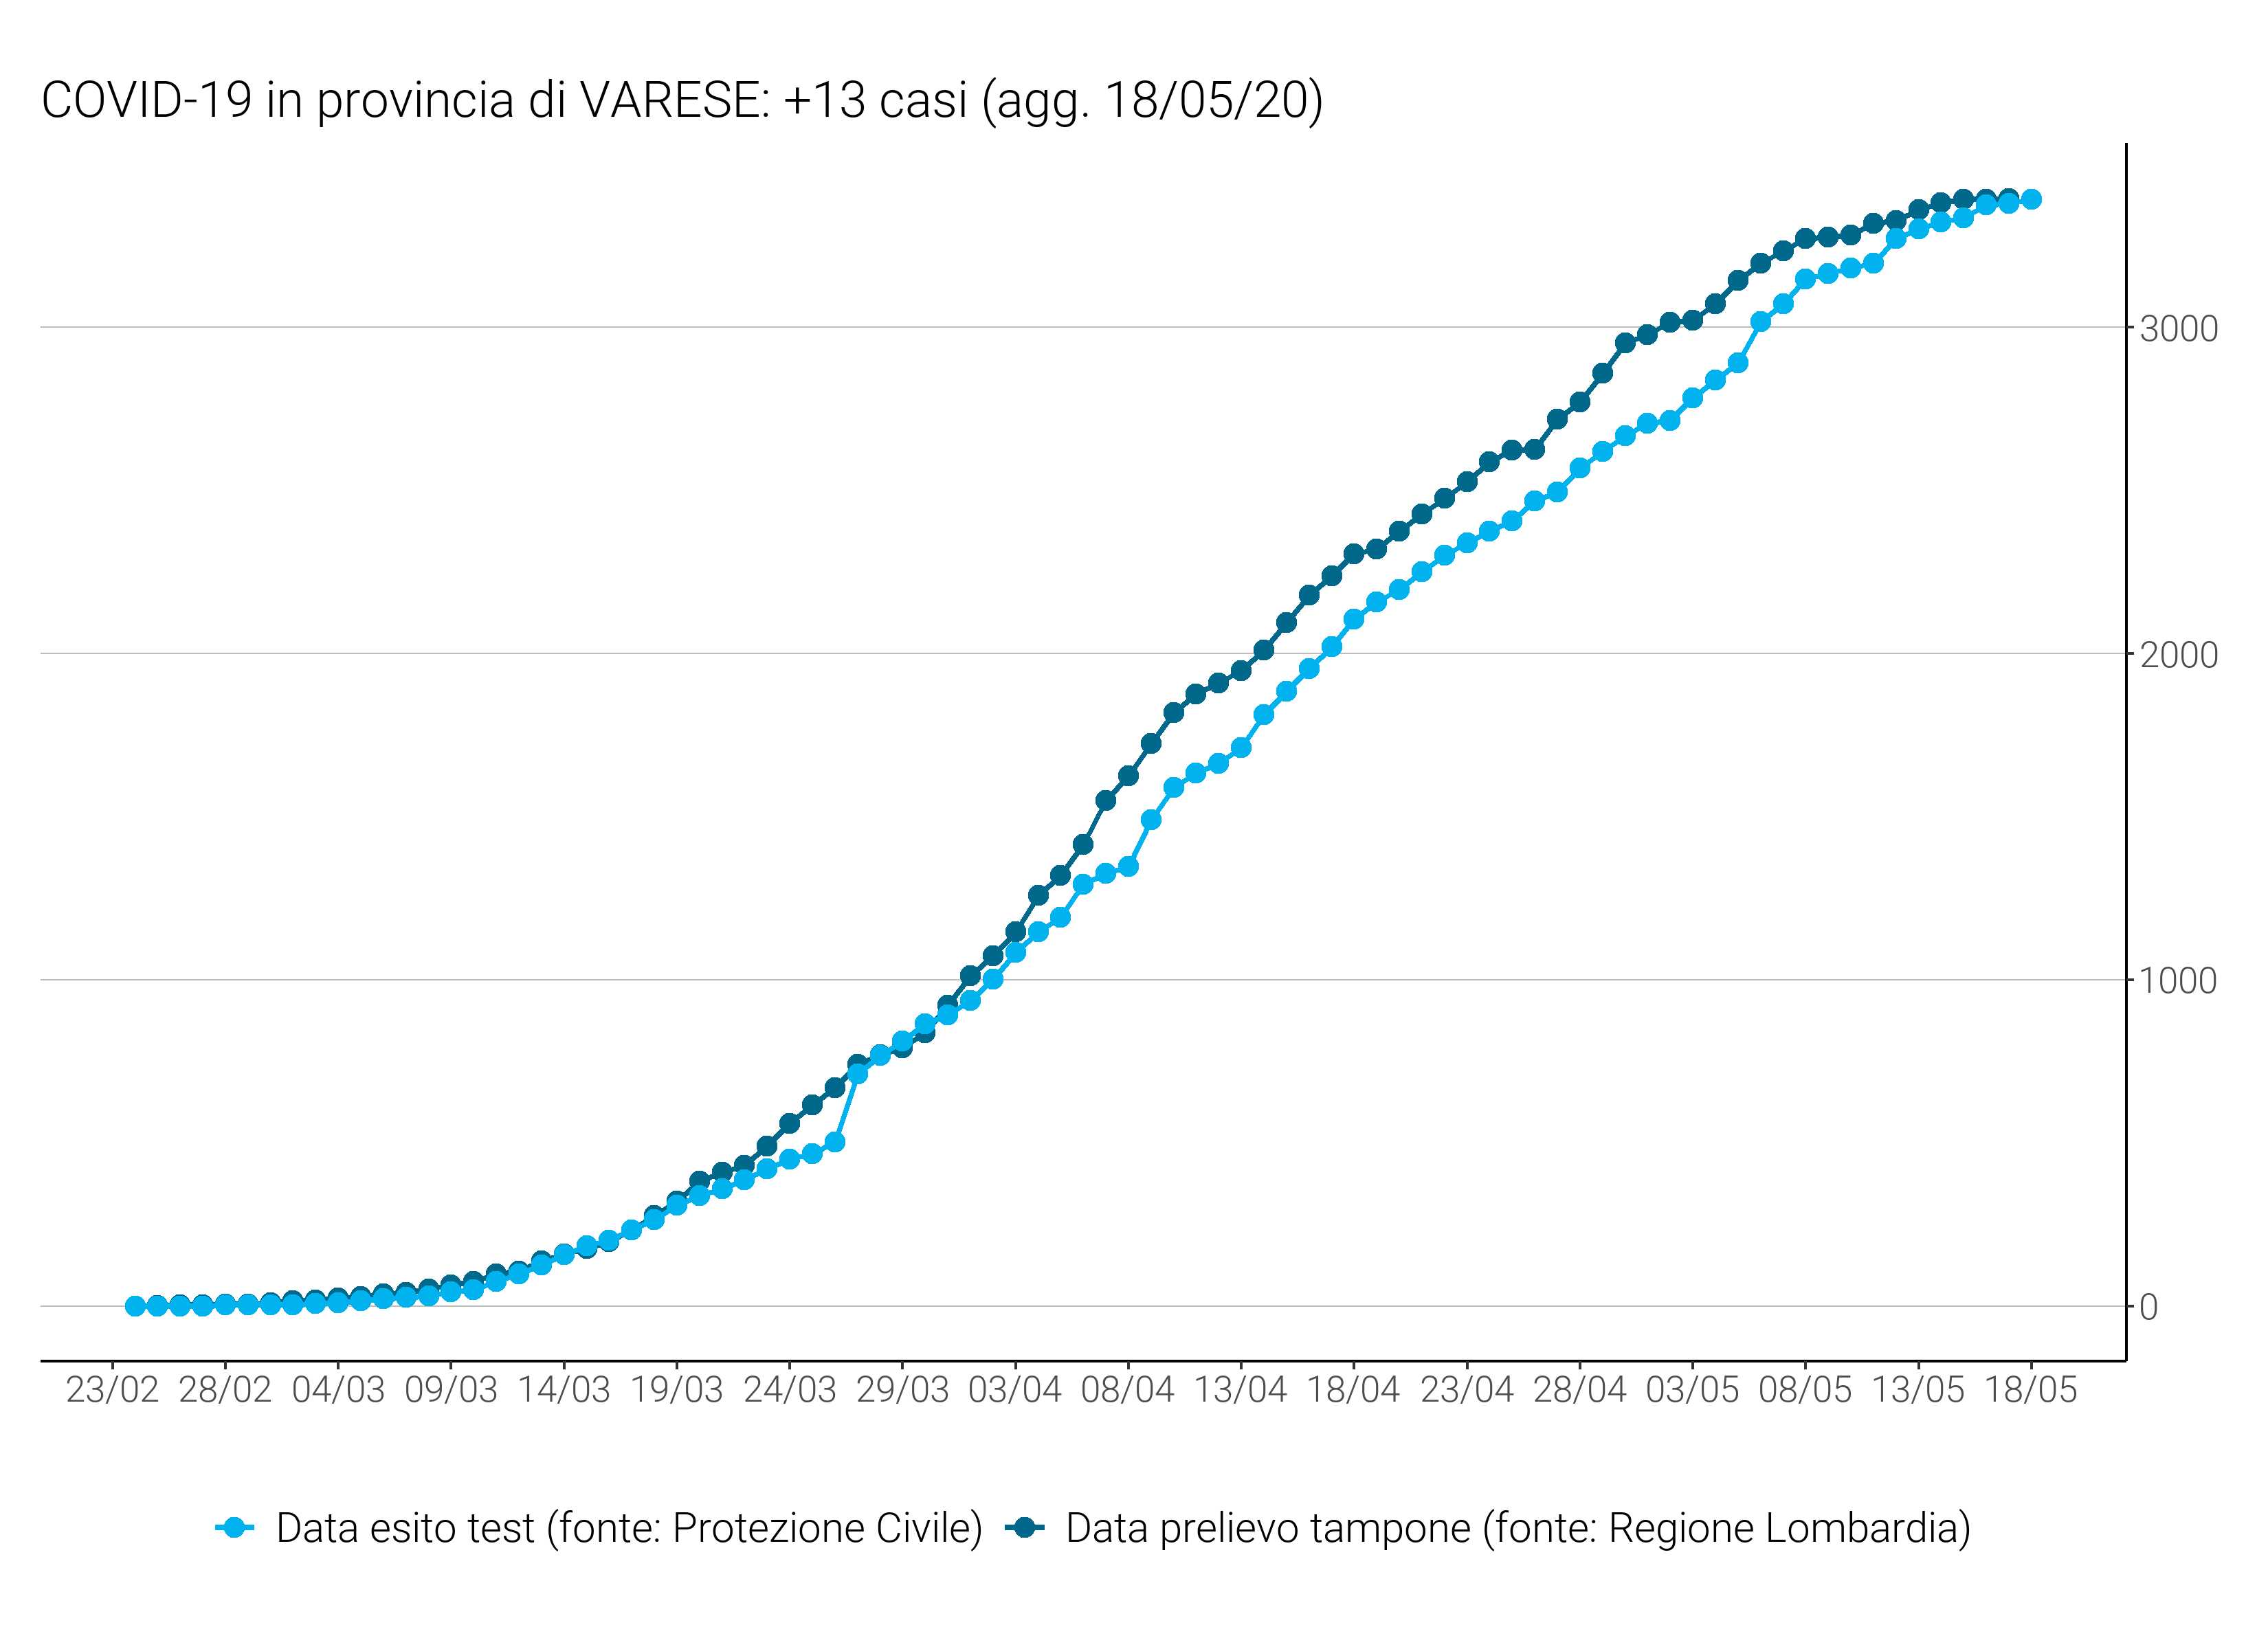 COVID-19 in provincia di VARESE: +13 casi (agg. 18/05/20)
3000
2000
1000
0
23/02 28/02 04/03 09/03 14/03 19/03 24/03 29/03 03/04 08/04 13/04 18/04 23/04 28/04 03/05 08/05 13/05 18/05
Data esito test (fonte: Protezione Civile) Data prelievo tampone (fonte: Regione Lombardia)